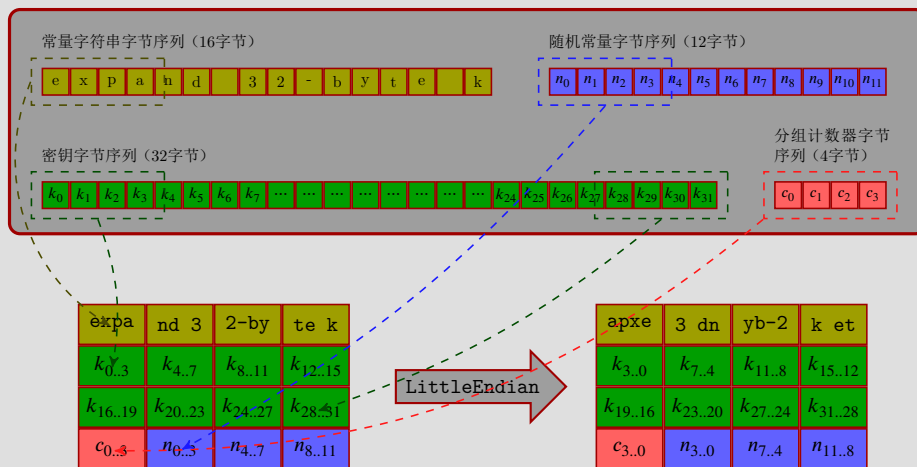 常量字符串字节序列（16字节）
随机常量字节序列（12字节）
e x p a n d 3 2 - b y t e k
n₀ n₁ n₂ n₃ n₄ n₅ n₆ n₇ n₈ n₉ n₁₀ n₁₁
分组计数器字节
序列（4字节）
密钥字节序列（32字节）
k₀ k₁ k₂ k₃ k₄ k₅ k₆ k₇ ... ... ... ... ... ... ... ... k₂₄ k₂₅ k₂₆ k₂₇ k₂₈ k₂₉ k₃₀ k₃₁
c₀ c₁ c₂ c₃
expa nd 3 2-by te k
k₀..₃ k₄..₇ k₈..₁₁ k₁₂..₁₅
k₁₆..₁₉ k₂₀..₂₃ k₂₄..₂₇ k₂₈..₃₁
c₀..₃ n₀..₃ n₄..₇ n₈..₁₁
LittleEndian
apxe 3 dn yb-2 k et
k₃..₀ k₇..₄ k₁₁..₈ k₁₅..₁₂
k₁₉..₁₆ k₂₃..₂₀ k₂₇..₂₄ k₃₁..₂₈
c₃..₀ n₃..₀ n₇..₄ n₁₁..₈